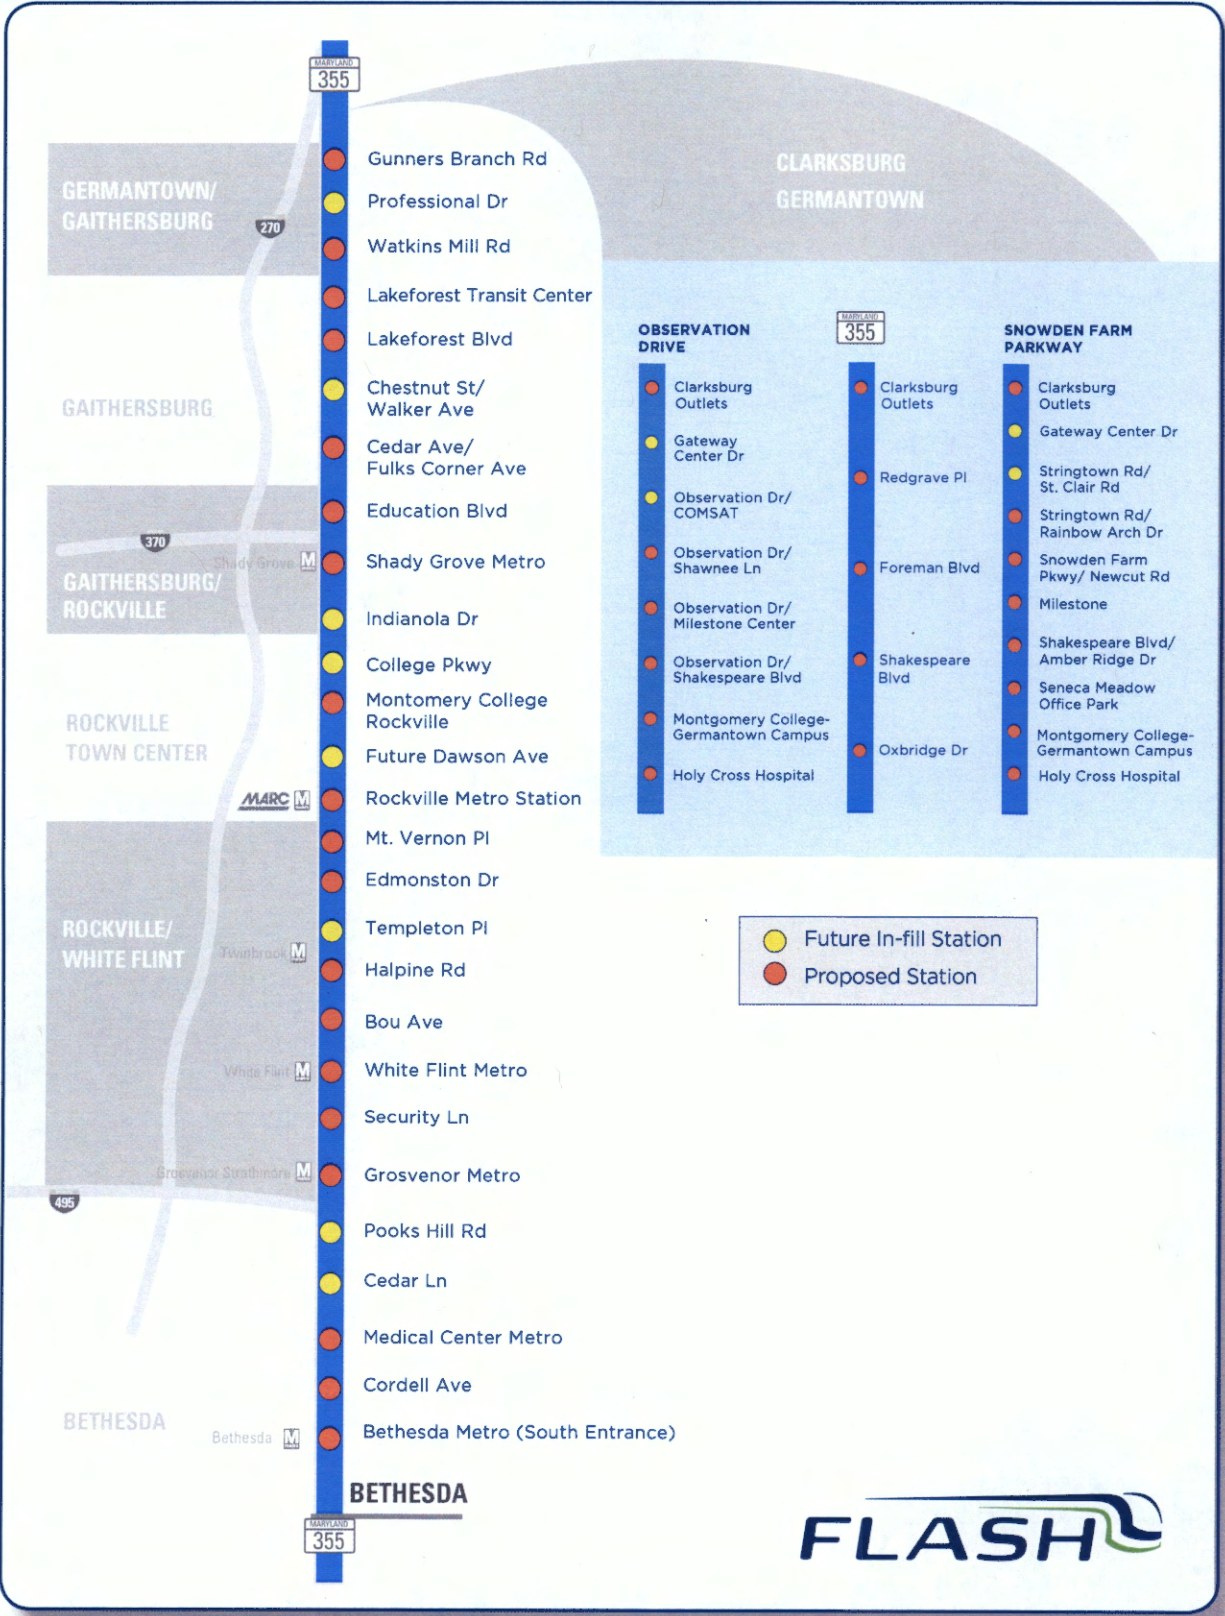 MARYLAND
355
GERMANTOWN/
GAITHERSBURG
270
Gunners Branch Rd
Professional Dr
Watkins Mill Rd
Lakeforest Transit Center
Lakeforest Blvd
GAITHERSBURG
Chestnut St/
Walker Ave
Cedar Ave/
Fulks Corner Ave
Education Blvd
370
Shady Grove M
Shady Grove Metro
GAITHERSBURG/
ROCKVILLE
Indianola Dr
College Pkwy
Montomery College
Rockville
ROCKVILLE
TOWN CENTER
Future Dawson Ave
MARC M
Rockville Metro Station
Mt. Vernon Pl
Edmonston Dr
ROCKVILLE/
WHITE FLINT
Templeton Pl
Twinbrook M
Halpine Rd
Bou Ave
White Flint M
White Flint Metro
Security Ln
Grosvenor Strathmore M
Grosvenor Metro
495
Pooks Hill Rd
Cedar Ln
Medical Center Metro
Cordell Ave
BETHESDA
Bethesda M
Bethesda Metro (South Entrance)
BETHESDA
MARYLAND
355
CLARKSBURG
GERMANTOWN
OBSERVATION
DRIVE
Clarksburg
Outlets
Gateway
Center Dr
Observation Dr/
COMSAT
Observation Dr/
Shawnee Ln
Observation Dr/
Milestone Center
Observation Dr/
Shakespeare Blvd
Montgomery College-
Germantown Campus
Holy Cross Hospital
MARYLAND
355
Clarksburg
Outlets
Redgrave Pl
Foreman Blvd
Shakespeare
Blvd
Oxbridge Dr
SNOWDEN FARM
PARKWAY
Clarksburg
Outlets
Gateway Center Dr
Stringtown Rd/
St. Clair Rd
Stringtown Rd/
Rainbow Arch Dr
Snowden Farm
Pkwy/ Newcut Rd
Milestone
Shakespeare Blvd/
Amber Ridge Dr
Seneca Meadow
Office Park
Montgomery College-
Germantown Campus
Holy Cross Hospital
Future In-fill Station
Proposed Station
FLASH